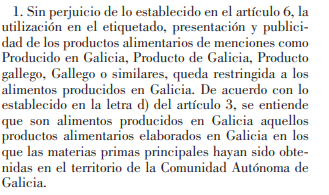 1. Sin perjuicio de lo establecido en el artículo 6, la
utilización en el etiquetado, presentación y publici-
dad de los productos alimentarios de menciones como
Producido en Galicia, Producto de Galicia, Producto
gallego, Gallego o similares, queda restringida a los
alimentos producidos en Galicia. De acuerdo con lo
establecido en la letra d) del artículo 3, se entiende
que son alimentos producidos en Galicia aquellos
productos alimentarios elaborados en Galicia en los
que las materias primas principales hayan sido obte-
nidas en el territorio de la Comunidad Autónoma de
Galicia.